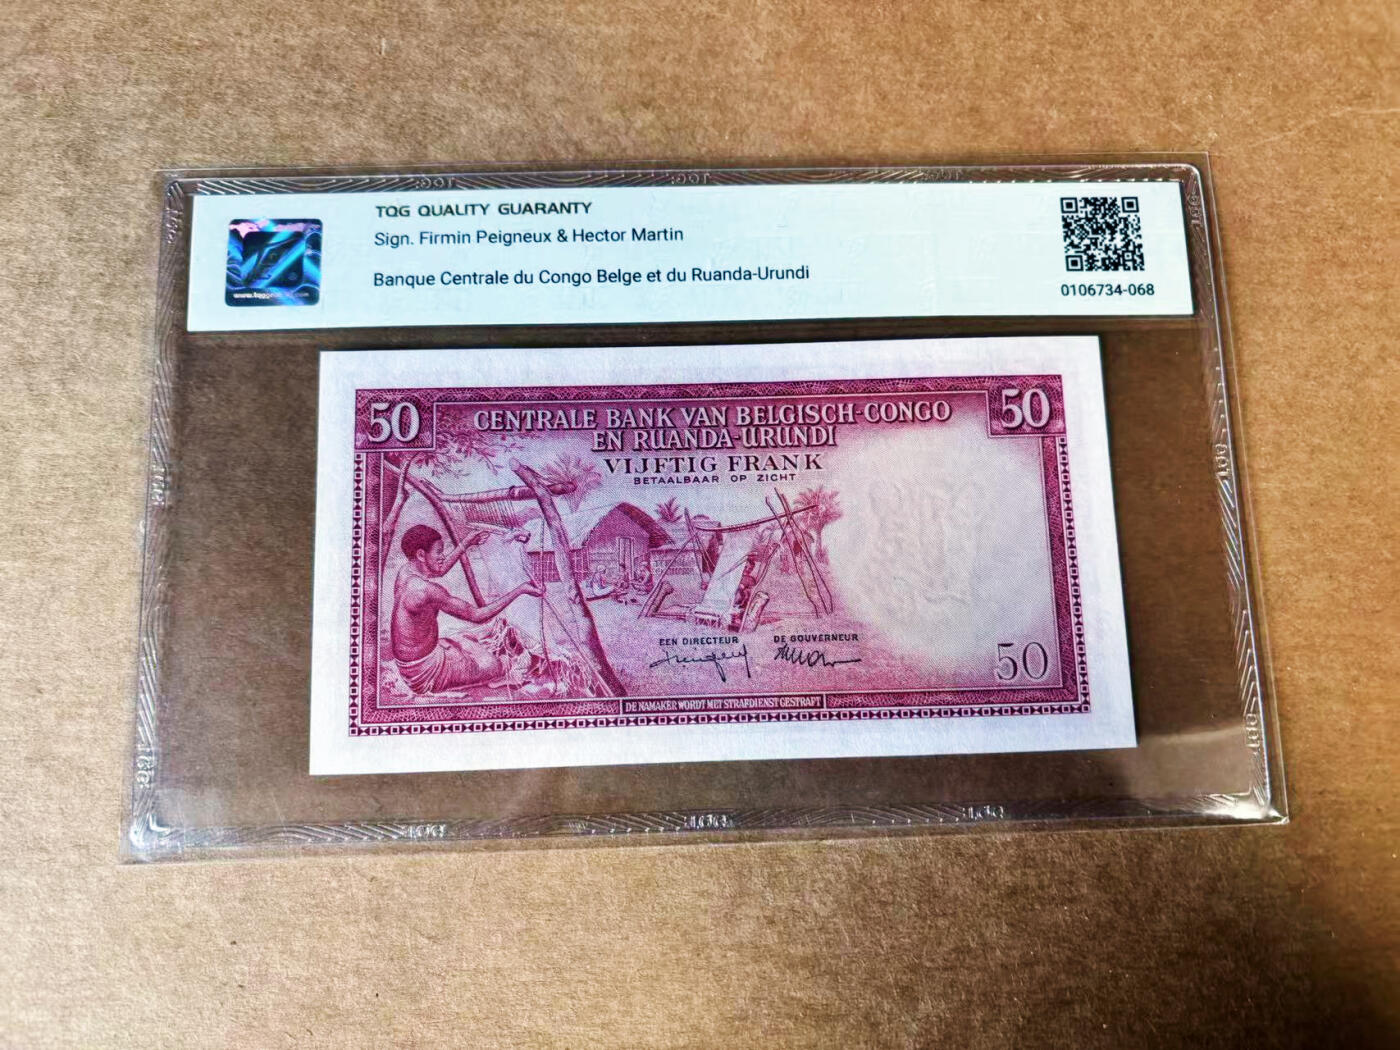 TQG QUALITY GUARANTY
Sign. Firmin Peigneux & Hector Martin
Banque Centrale du Congo Belge et du Ruanda-Urundi
0106734-068
50
CENTRALE BANK VAN BELGISCH-CONGO
50
EN RUANDA-URUNDI
VIJFTIG FRANK
BETAALBAAR OP ZICHT
EEN DIRECTEUR
DE GOUVERNEUR
50
DE NAMAKER WORDT MET STRAFDIENST GESTRAFT